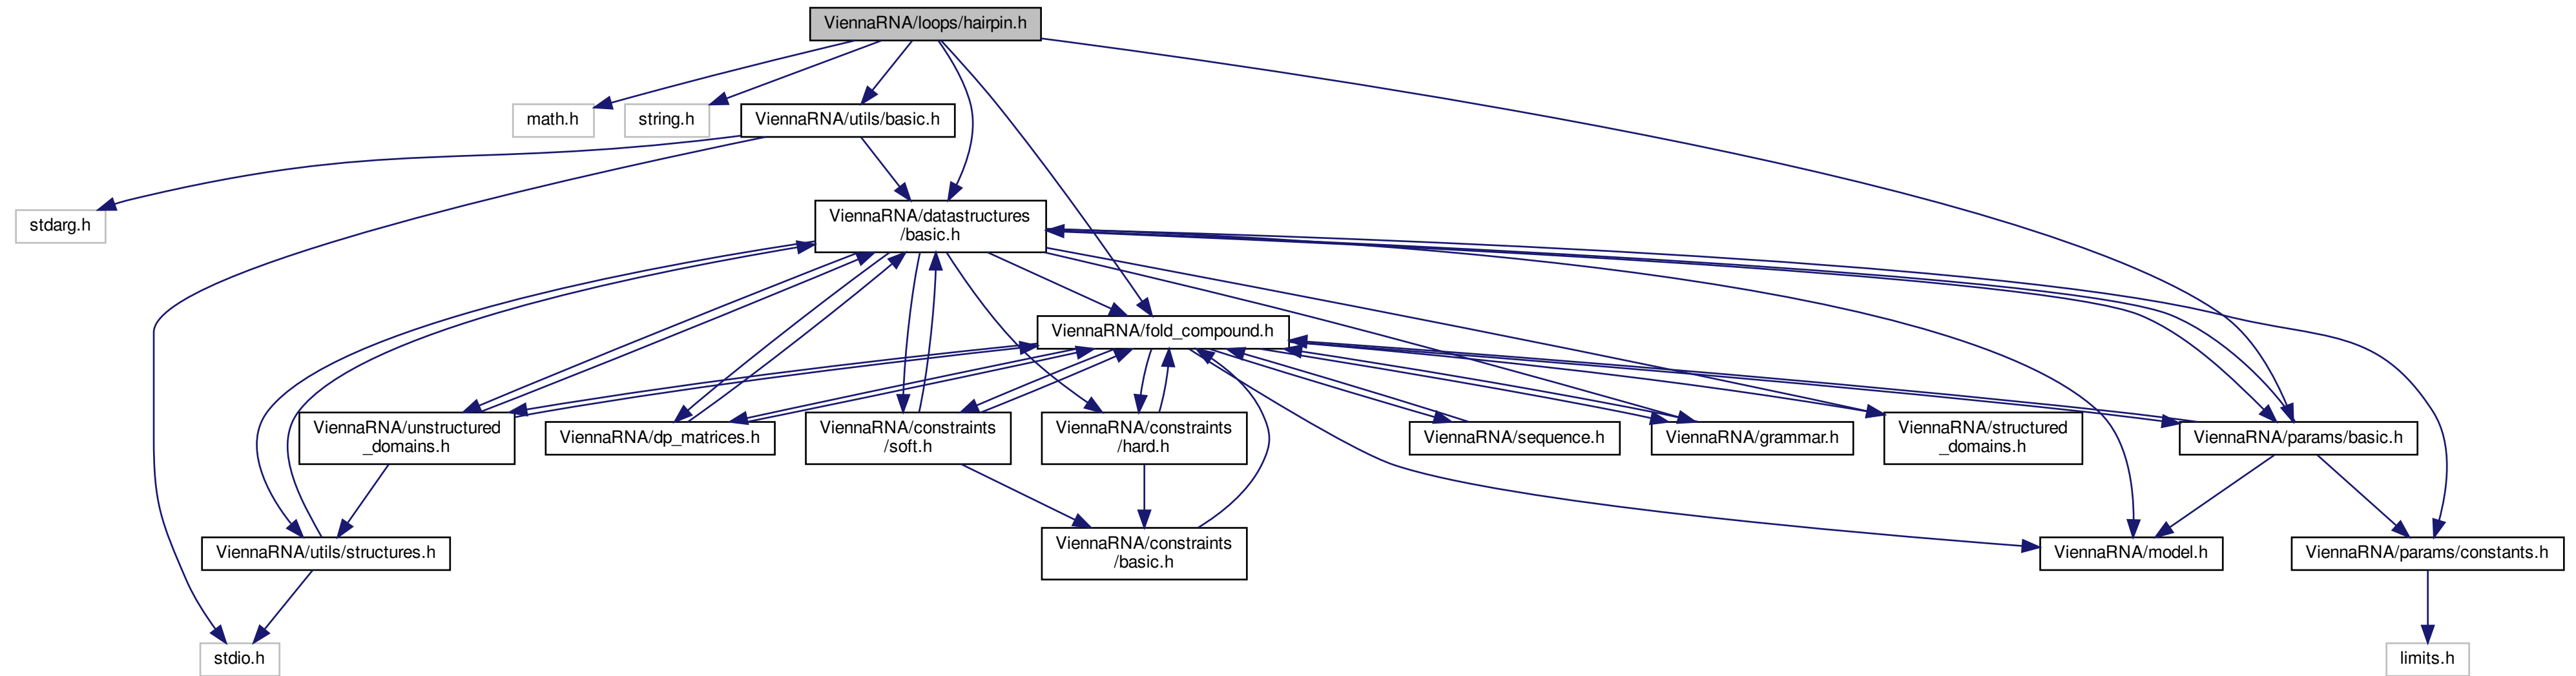 ViennaRNA/loops/hairpin.h
math.h
string.h
ViennaRNA/utils/basic.h
stdarg.h
ViennaRNA/datastructures
/basic.h
ViennaRNA/fold_compound.h
ViennaRNA/unstructured
_domains.h
ViennaRNA/dp_matrices.h
ViennaRNA/constraints
/soft.h
ViennaRNA/constraints
/hard.h
ViennaRNA/sequence.h
ViennaRNA/grammar.h
ViennaRNA/structured
_domains.h
ViennaRNA/params/basic.h
ViennaRNA/utils/structures.h
ViennaRNA/constraints
/basic.h
ViennaRNA/model.h
ViennaRNA/params/constants.h
stdio.h
limits.h